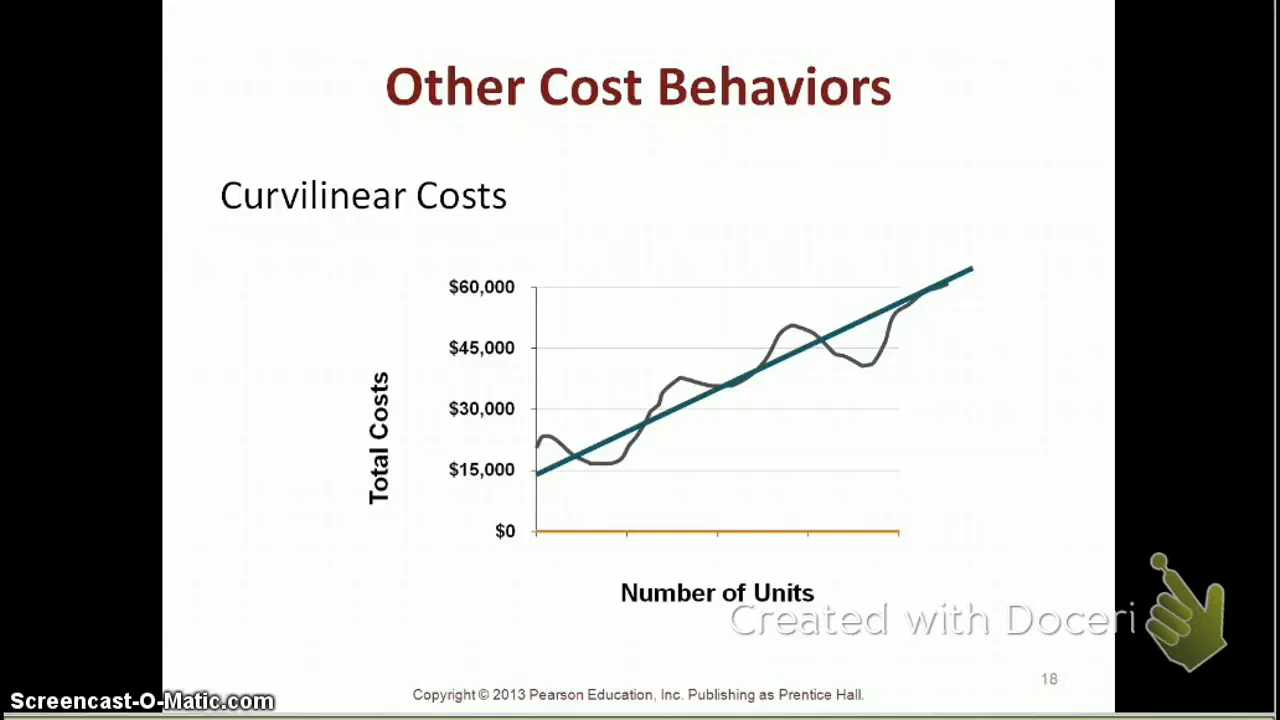 Other Cost Behaviors
Curvilinear Costs
$60,000
$45,000
$30,000
$15,000
$0
Total Costs
Number of Units
Created with Doceri
18
Copyright © 2013 Pearson Education, Inc. Publishing as Prentice Hall.
Screencast-O-Matic.com